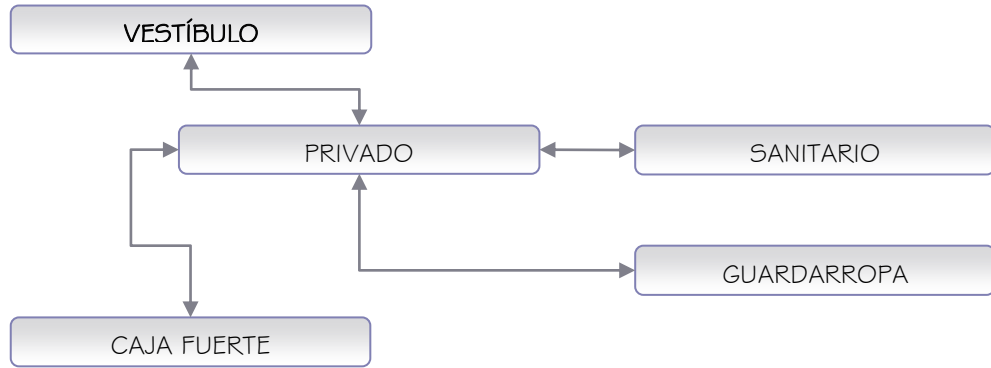 VESTÍBULO
PRIVADO
SANITARIO
GUARDARROPA
CAJA FUERTE